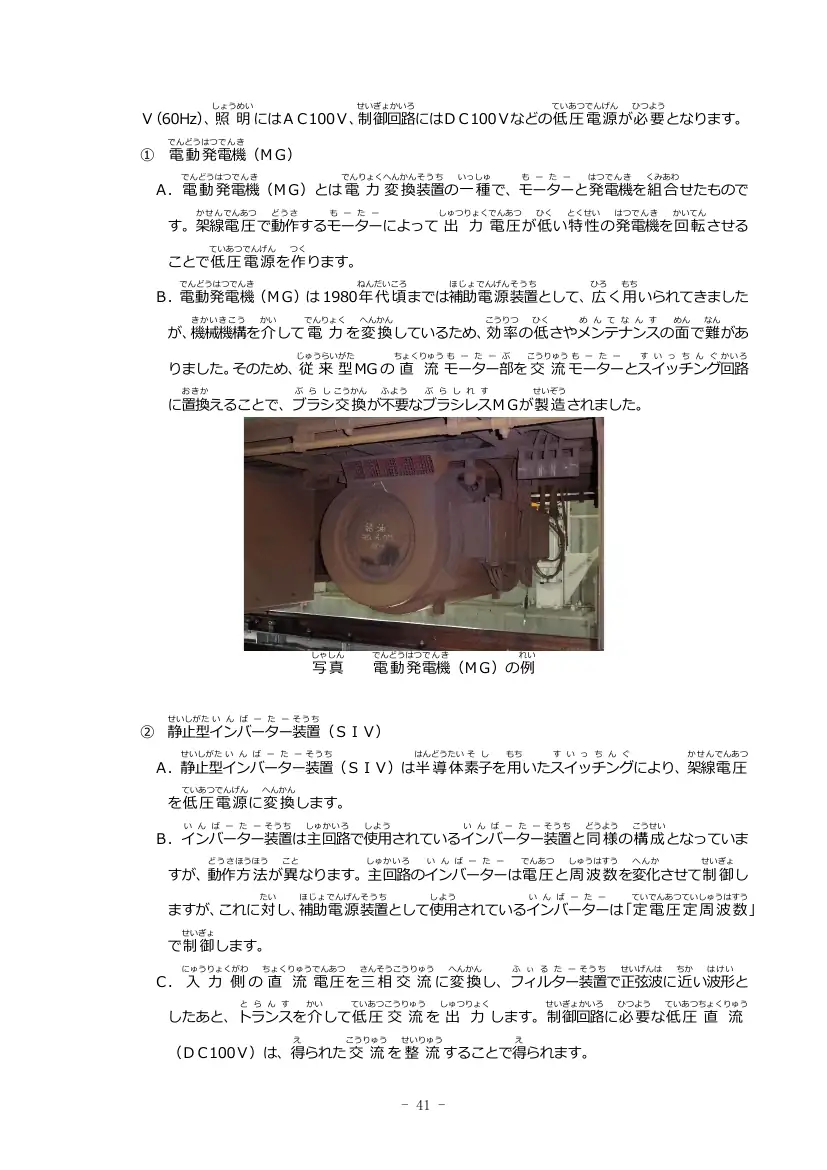 Ｖ（60Hz）、照明にはＡＣ100Ｖ、制御回路にはＤＣ100Ｖなどの低圧電源が必要となります。
① 電動発電機（ＭＧ）
Ａ．電動発電機（ＭＧ）とは電力変換装置の一種で、モーターと発電機を組合せたもので
す。架線電圧で動作するモーターによって出力電圧が低い特性の発電機を回転させる
ことで低圧電源を作ります。
Ｂ．電動発電機（ＭＧ）は1980年代頃までは補助電源装置として、広く用いられてきました
が、機械機構を介して電力を変換しているため、効率の低さやメンテナンスの面で難があ
りました。そのため、従来型ＭＧの直流モーター部を交流モーターとスイッチング回路
に置換えることで、ブラシ交換が不要なブラシレスＭＧが製造されました。
写真　電動発電機（ＭＧ）の例
② 静止型インバーター装置（ＳＩＶ）
Ａ．静止型インバーター装置（ＳＩＶ）は半導体素子を用いたスイッチングにより、架線電圧
を低圧電源に変換します。
Ｂ．インバーター装置は主回路で使用されているインバーター装置と同様の構成となっていま
すが、動作方法が異なります。主回路のインバーターは電圧と周波数を変化させて制御し
ますが、これに対し、補助電源装置として使用されているインバーターは「定電圧定周波数」
で制御します。
Ｃ．入力側の直流電圧を三相交流に変換し、フィルター装置で正弦波に近い波形と
したあと、トランスを介して低圧交流を出力します。制御回路に必要な低圧直流
（ＤＣ100Ｖ）は、得られた交流を整流することで得られます。
- 41 -